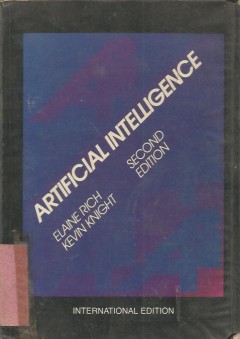 ARTIFICIAL INTELLIGENCE
SECOND
EDITION
ELAINE RICH
KEVIN KNIGHT
INTERNATIONAL EDITION